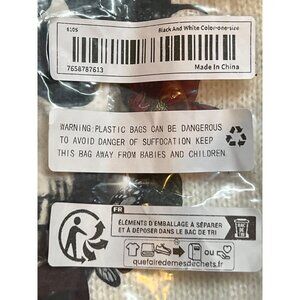 s10s Black And White Color-one-size
7658787613 Made In China
WARNING:PLASTIC BAGS CAN BE DANGEROUS
TO AVOID DANGER OF SUFFOCATION KEEP
THIS BAG AWAY FROM BABIES AND CHILDREN
FR
ÉLÉMENTS D'EMBALLAGE À SÉPARER
ET À DÉPOSER DANS LE BAC DE TRI
OU
quefairedemesdechets.fr